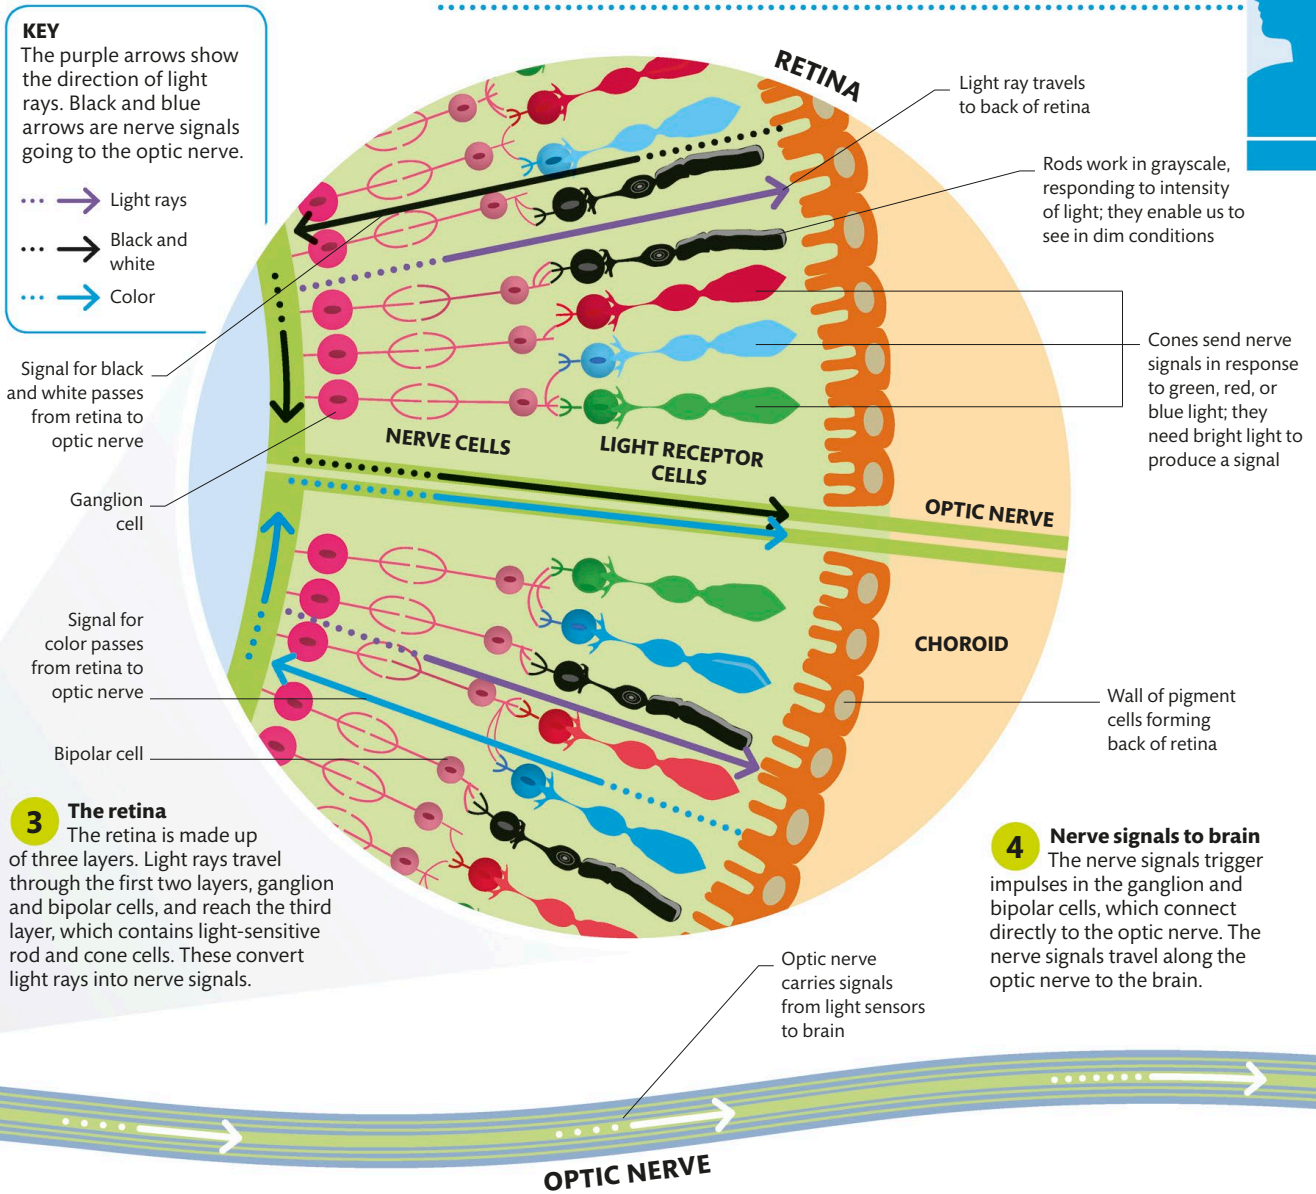 KEY
The purple arrows show
the direction of light
rays. Black and blue
arrows are nerve signals
going to the optic nerve.
Light rays
Black and
white
Color
RETINA
Light ray travels
to back of retina
Rods work in grayscale,
responding to intensity
of light; they enable us to
see in dim conditions
Cones send nerve
signals in response
to green, red, or
blue light; they
need bright light to
produce a signal
Signal for black
and white passes
from retina to
optic nerve
Ganglion
cell
NERVE CELLS
LIGHT RECEPTOR
CELLS
OPTIC NERVE
CHOROID
Signal for
color passes
from retina to
optic nerve
Bipolar cell
Wall of pigment
cells forming
back of retina
3
The retina
The retina is made up
of three layers. Light rays travel
through the first two layers, ganglion
and bipolar cells, and reach the third
layer, which contains light-sensitive
rod and cone cells. These convert
light rays into nerve signals.
4
Nerve signals to brain
The nerve signals trigger
impulses in the ganglion and
bipolar cells, which connect
directly to the optic nerve. The
nerve signals travel along the
optic nerve to the brain.
Optic nerve
carries signals
from light sensors
to brain
OPTIC NERVE